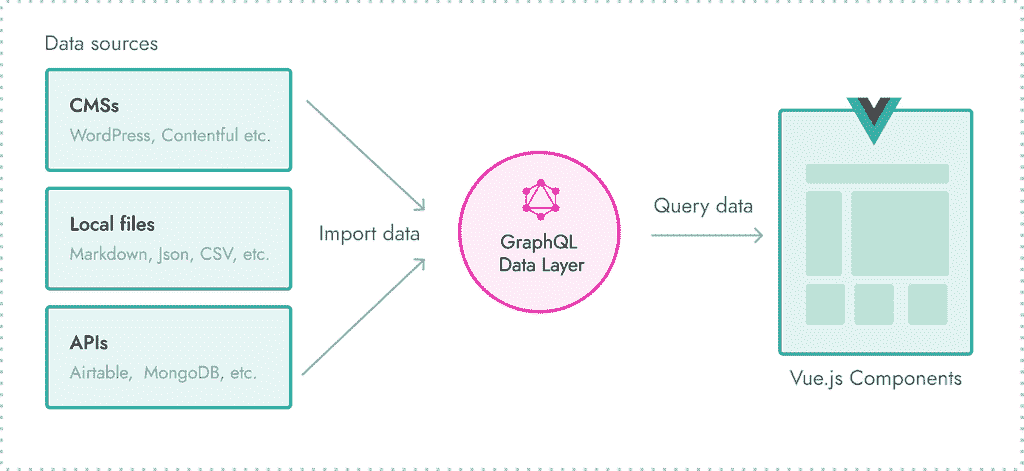 Data sources
CMSs
WordPress, Contentful etc.
Local files
Markdown, Json, CSV, etc.
APIs
Airtable, MongoDB, etc.
Import data
GraphQL
Data Layer
Query data
Vue.js Components